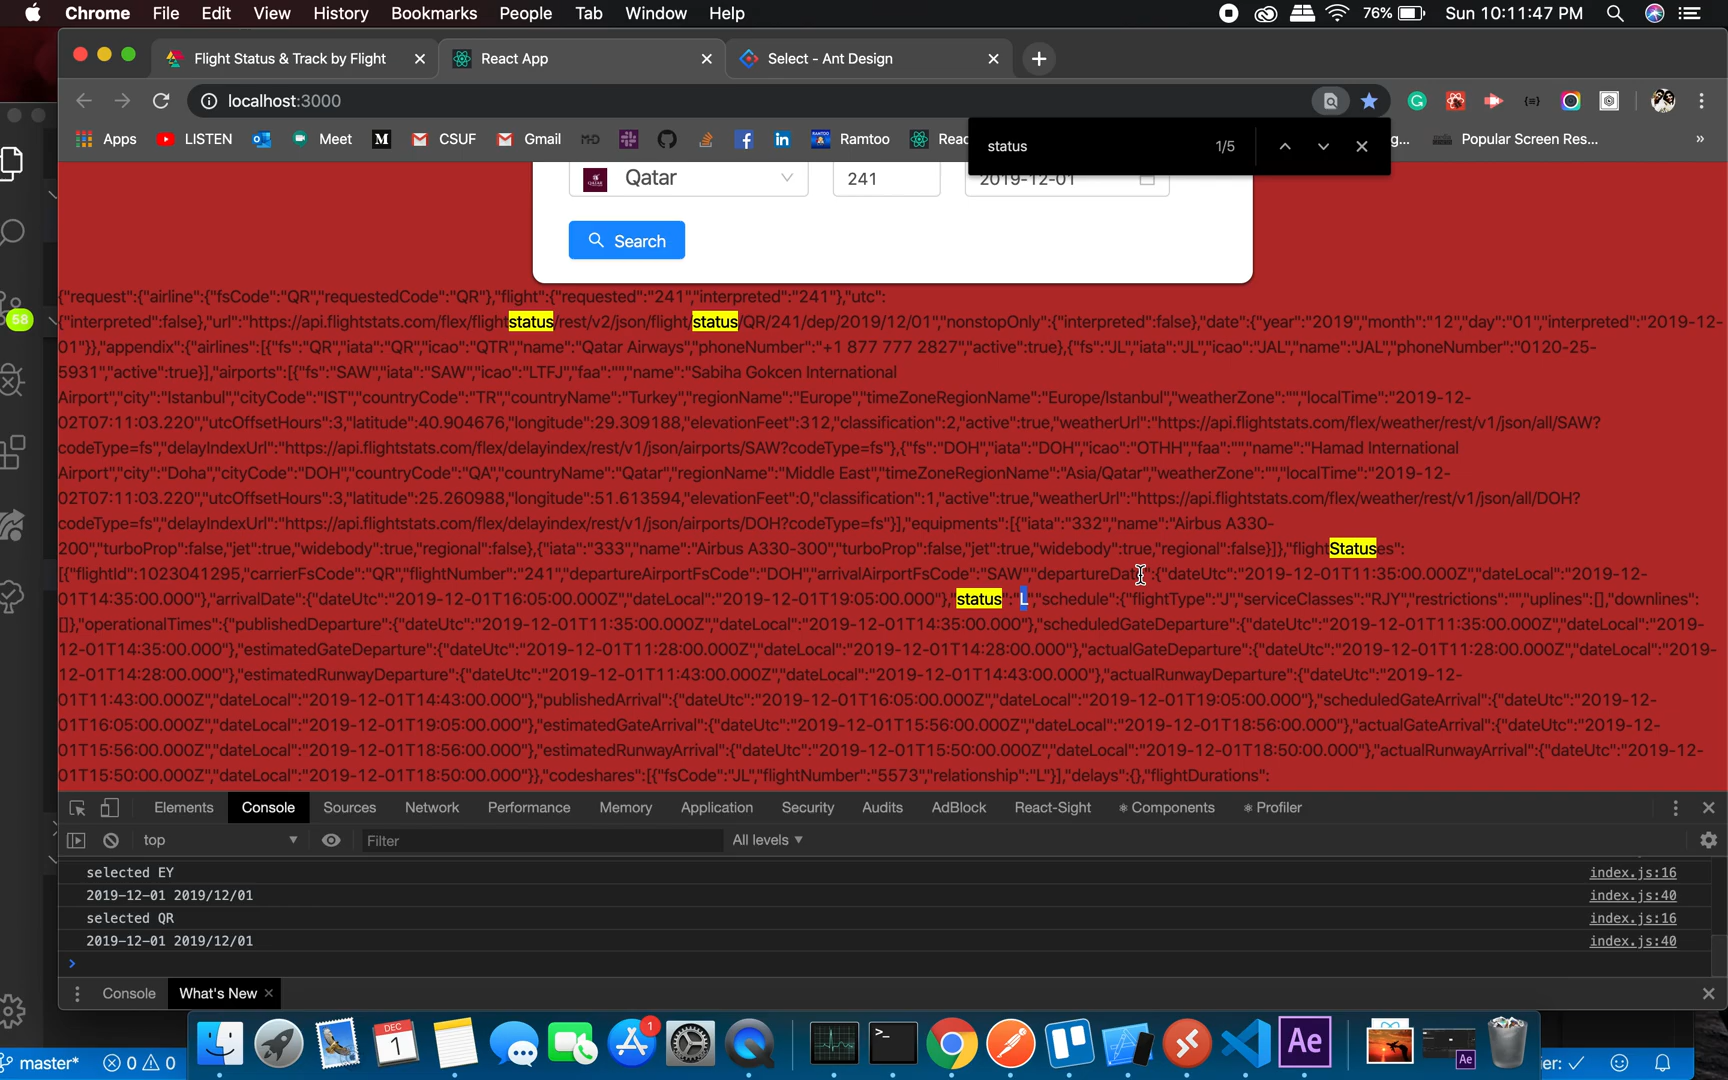 Chrome File Edit View History Bookmarks People Tab Window Help 76% Sun 10:11:47 PM
Flight Status & Track by Flight React App Select - Ant Design
localhost:3000
Apps LISTEN Meet M CSUF Gmail Ramtoo Reac g... Popular Screen Res... »
status 1/5
Qatar 241 2019-12-01
Search
{"request":{"airline":{"fsCode":"QR","requestedCode":"QR"},"flight":{"requested":"241","interpreted":"241"},"utc":
{"interpreted":false},"url":"https://api.flightstats.com/flex/flightstatus/rest/v2/json/flight/status/QR/241/dep/2019/12/01","nonstopOnly":{"interpreted":false},"date":{"year":"2019","month":"12","day":"01","interpreted":"2019-12-
01"}},"appendix":{"airlines":[{"fs":"QR","iata":"QR","icao":"QTR","name":"Qatar Airways","phoneNumber":"+1 877 777 2827","active":true},{"fs":"JL","iata":"JL","icao":"JAL","name":"JAL","phoneNumber":"0120-25-
5931","active":true}],"airports":[{"fs":"SAW","iata":"SAW","icao":"LTFJ","faa":"","name":"Sabiha Gokcen International
Airport","city":"Istanbul","cityCode":"IST","countryCode":"TR","countryName":"Turkey","regionName":"Europe","timeZoneRegionName":"Europe/Istanbul","weatherZone":"","localTime":"2019-12-
02T07:11:03.220","utcOffsetHours":3,"latitude":40.904676,"longitude":29.309188,"elevationFeet":312,"classification":2,"active":true,"weatherUrl":"https://api.flightstats.com/flex/weather/rest/v1/json/all/SAW?
codeType=fs","delayIndexUrl":"https://api.flightstats.com/flex/delayindex/rest/v1/json/airports/SAW?codeType=fs"},{"fs":"DOH","iata":"DOH","icao":"OTHH","faa":"","name":"Hamad International
Airport","city":"Doha","cityCode":"DOH","countryCode":"QA","countryName":"Qatar","regionName":"Middle East","timeZoneRegionName":"Asia/Qatar","weatherZone":"","localTime":"2019-12-
02T07:11:03.220","utcOffsetHours":3,"latitude":25.260988,"longitude":51.613594,"elevationFeet":0,"classification":1,"active":true,"weatherUrl":"https://api.flightstats.com/flex/weather/rest/v1/json/all/DOH?
codeType=fs","delayIndexUrl":"https://api.flightstats.com/flex/delayindex/rest/v1/json/airports/DOH?codeType=fs"}],"equipments":[{"iata":"332","name":"Airbus A330-
200","turboProp":false,"jet":true,"widebody":true,"regional":false},{"iata":"333","name":"Airbus A330-300","turboProp":false,"jet":true,"widebody":true,"regional":false}]},"flightStatuses":
[{"flightId":1023041295,"carrierFsCode":"QR","flightNumber":"241","departureAirportFsCode":"DOH","arrivalAirportFsCode":"SAW","departureDate":{"dateUtc":"2019-12-01T11:35:00.000Z","dateLocal":"2019-12-
01T14:35:00.000"},"arrivalDate":{"dateUtc":"2019-12-01T16:05:00.000Z","dateLocal":"2019-12-01T19:05:00.000"},"status":"L","schedule":{"flightType":"J","serviceClasses":"RJY","restrictions":"","uplines":[],"downlines":
[]},"operationalTimes":{"publishedDeparture":{"dateUtc":"2019-12-01T11:35:00.000Z","dateLocal":"2019-12-01T14:35:00.000"},"scheduledGateDeparture":{"dateUtc":"2019-12-01T11:35:00.000Z","dateLocal":"2019-
12-01T14:35:00.000"},"estimatedGateDeparture":{"dateUtc":"2019-12-01T11:28:00.000Z","dateLocal":"2019-12-01T14:28:00.000"},"actualGateDeparture":{"dateUtc":"2019-12-01T11:28:00.000Z","dateLocal":"2019-
12-01T14:28:00.000"},"estimatedRunwayDeparture":{"dateUtc":"2019-12-01T11:43:00.000Z","dateLocal":"2019-12-01T14:43:00.000"},"actualRunwayDeparture":{"dateUtc":"2019-12-
01T11:43:00.000Z","dateLocal":"2019-12-01T14:43:00.000"},"publishedArrival":{"dateUtc":"2019-12-01T16:05:00.000Z","dateLocal":"2019-12-01T19:05:00.000"},"scheduledGateArrival":{"dateUtc":"2019-12-
01T16:05:00.000Z","dateLocal":"2019-12-01T19:05:00.000"},"estimatedGateArrival":{"dateUtc":"2019-12-01T15:56:00.000Z","dateLocal":"2019-12-01T18:56:00.000"},"actualGateArrival":{"dateUtc":"2019-12-
01T15:56:00.000Z","dateLocal":"2019-12-01T18:56:00.000"},"estimatedRunwayArrival":{"dateUtc":"2019-12-01T15:50:00.000Z","dateLocal":"2019-12-01T18:50:00.000"},"actualRunwayArrival":{"dateUtc":"2019-12-
01T15:50:00.000Z","dateLocal":"2019-12-01T18:50:00.000"}},"codeshares":[{"fsCode":"JL","flightNumber":"5573","relationship":"L"}],"delays":{},"flightDurations":
Elements Console Sources Network Performance Memory Application Security Audits AdBlock React-Sight Components Profiler
top Filter All levels
selected EY index.js:16
2019-12-01 2019/12/01 index.js:40
selected QR index.js:16
2019-12-01 2019/12/01 index.js:40
Console What's New
58
DEC 1
1
Ae
Ae
master* 0 0
ier: